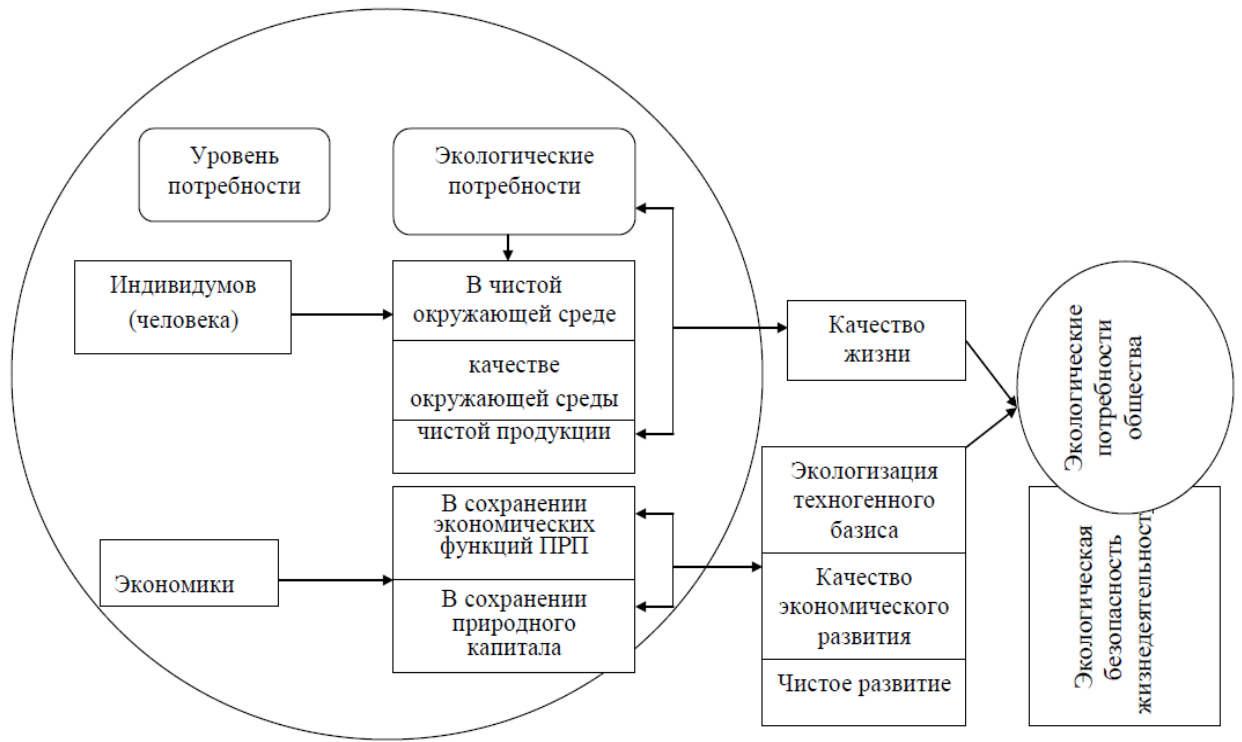 Уровень
потребности
Экологические
потребности
Индивидумов
(человека)
В чистой
окружающей среде
качестве
окружающей среды
чистой продукции
Экономики
В сохранении
экономических
функций ПРП
В сохранении
природного
капитала
Качество
жизни
Экологизация
техногенного
базиса
Качество
экономического
развития
Чистое развитие
Экологические
потребности
общества
Экологическая
безопасность
жизнедеятельност